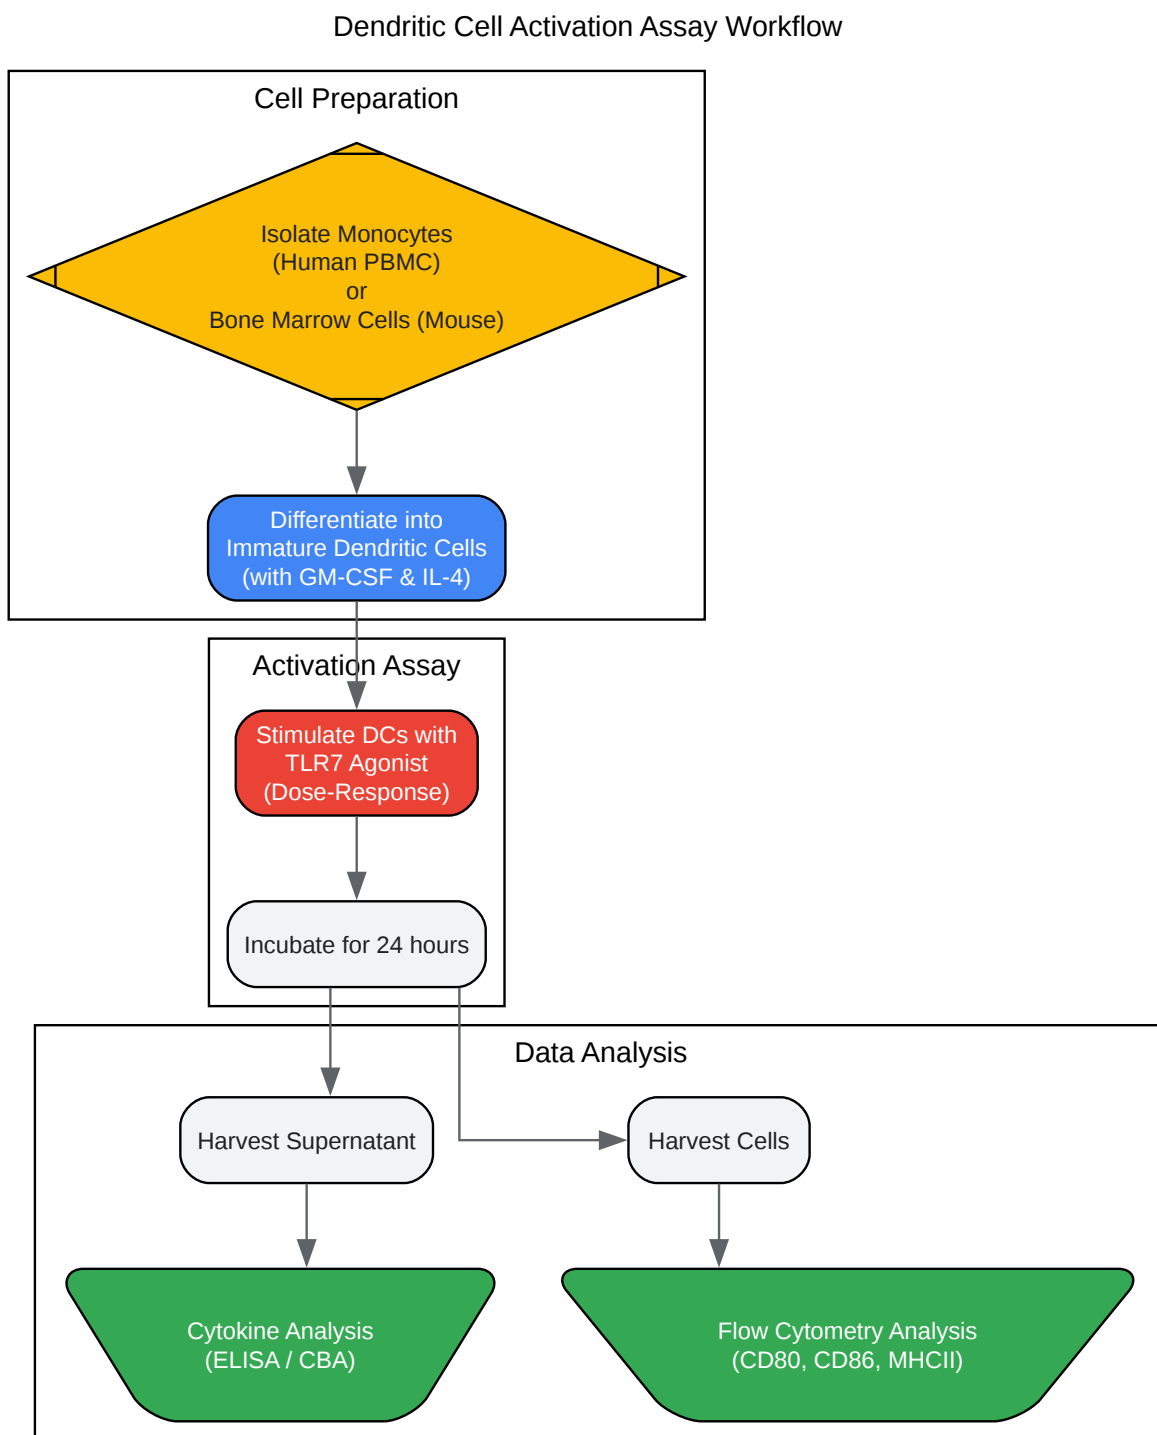 Dendritic Cell Activation Assay Workflow
Cell Preparation
Isolate Monocytes
(Human PBMC)
or
Bone Marrow Cells (Mouse)
Differentiate into
Immature Dendritic Cells
(with GM-CSF & IL-4)
Activation Assay
Stimulate DCs with
TLR7 Agonist
(Dose-Response)
Incubate for 24 hours
Data Analysis
Harvest Supernatant
Harvest Cells
Cytokine Analysis
(ELISA / CBA)
Flow Cytometry Analysis
(CD80, CD86, MHCII)